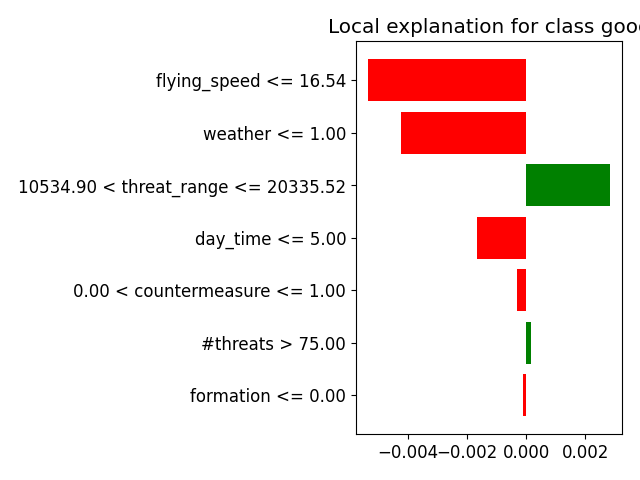 Local explanation for class goo
flying_speed <= 16.54
weather <= 1.00
10534.90 < threat_range <= 20335.52
day_time <= 5.00
0.00 < countermeasure <= 1.00
#threats > 75.00
formation <= 0.00
−0.004 −0.002 0.000 0.002